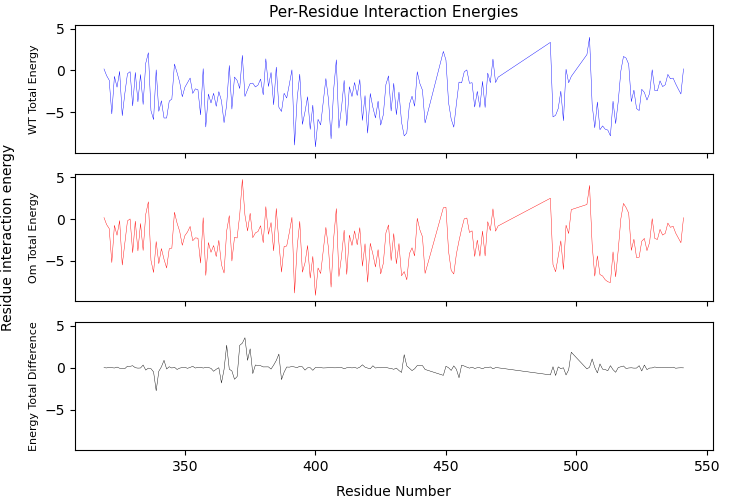 Per-Residue Interaction Energies
Residue interaction energy
WT Total Energy
5
0
−5
Om Total Energy
5
0
−5
Energy Total Difference
5
0
−5
350 400 450 500 550
Residue Number